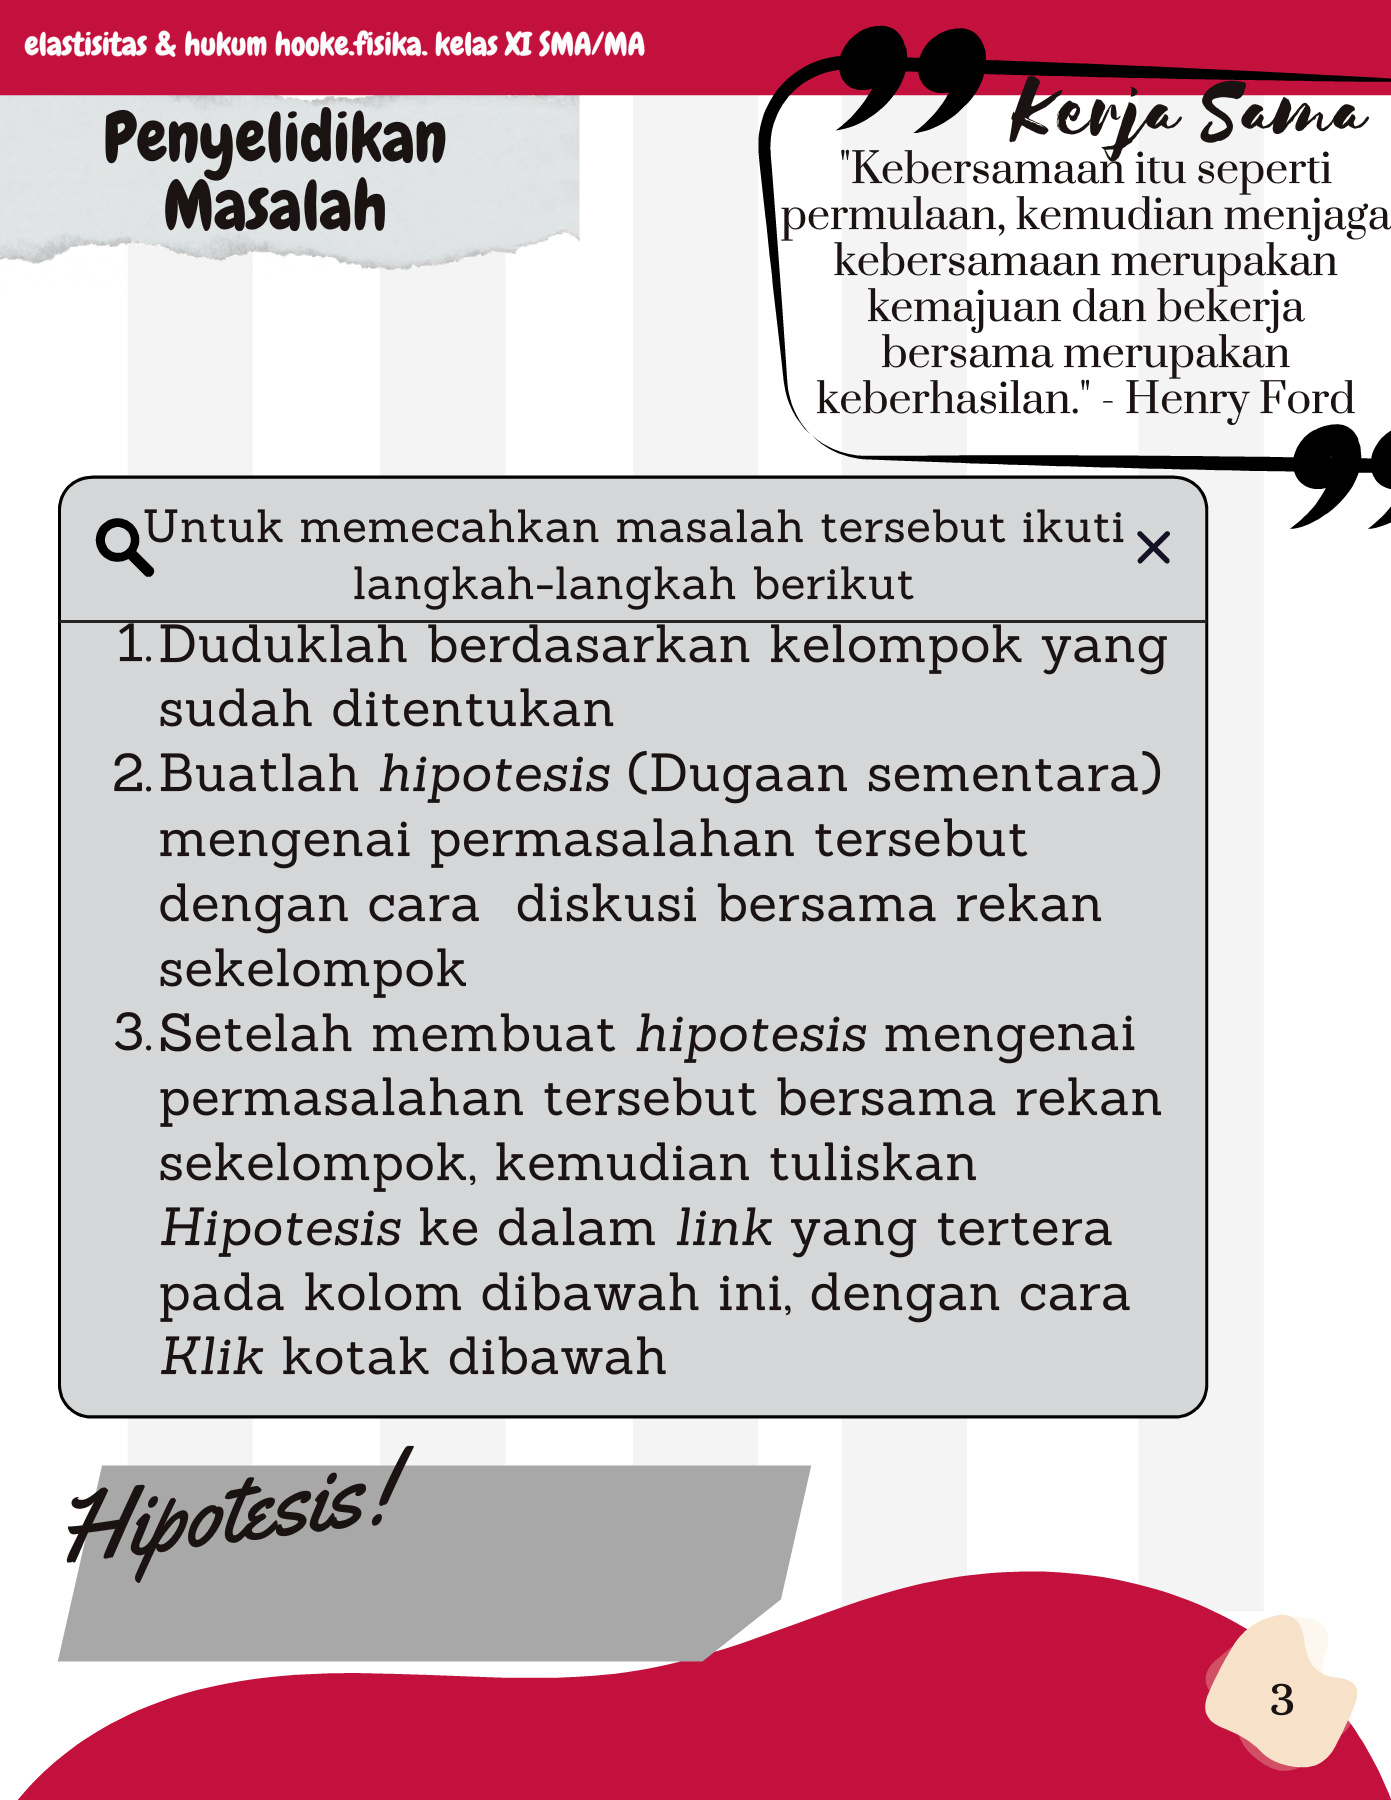 elastisitas & hukum hooke.fisika. kelas XI SMA/MA
Penyelidikan
Masalah
Kerja Sama
"Kebersamaan itu seperti
permulaan, kemudian menjaga
kebersamaan merupakan
kemajuan dan bekerja
bersama merupakan
keberhasilan." - Henry Ford
Untuk memecahkan masalah tersebut ikuti
langkah-langkah berikut
1. Duduklah berdasarkan kelompok yang
sudah ditentukan
2. Buatlah hipotesis (Dugaan sementara)
mengenai permasalahan tersebut
dengan cara  diskusi bersama rekan
sekelompok
3. Setelah membuat hipotesis mengenai
permasalahan tersebut bersama rekan
sekelompok, kemudian tuliskan
Hipotesis ke dalam link yang tertera
pada kolom dibawah ini, dengan cara
Klik kotak dibawah
Hipotesis!
3